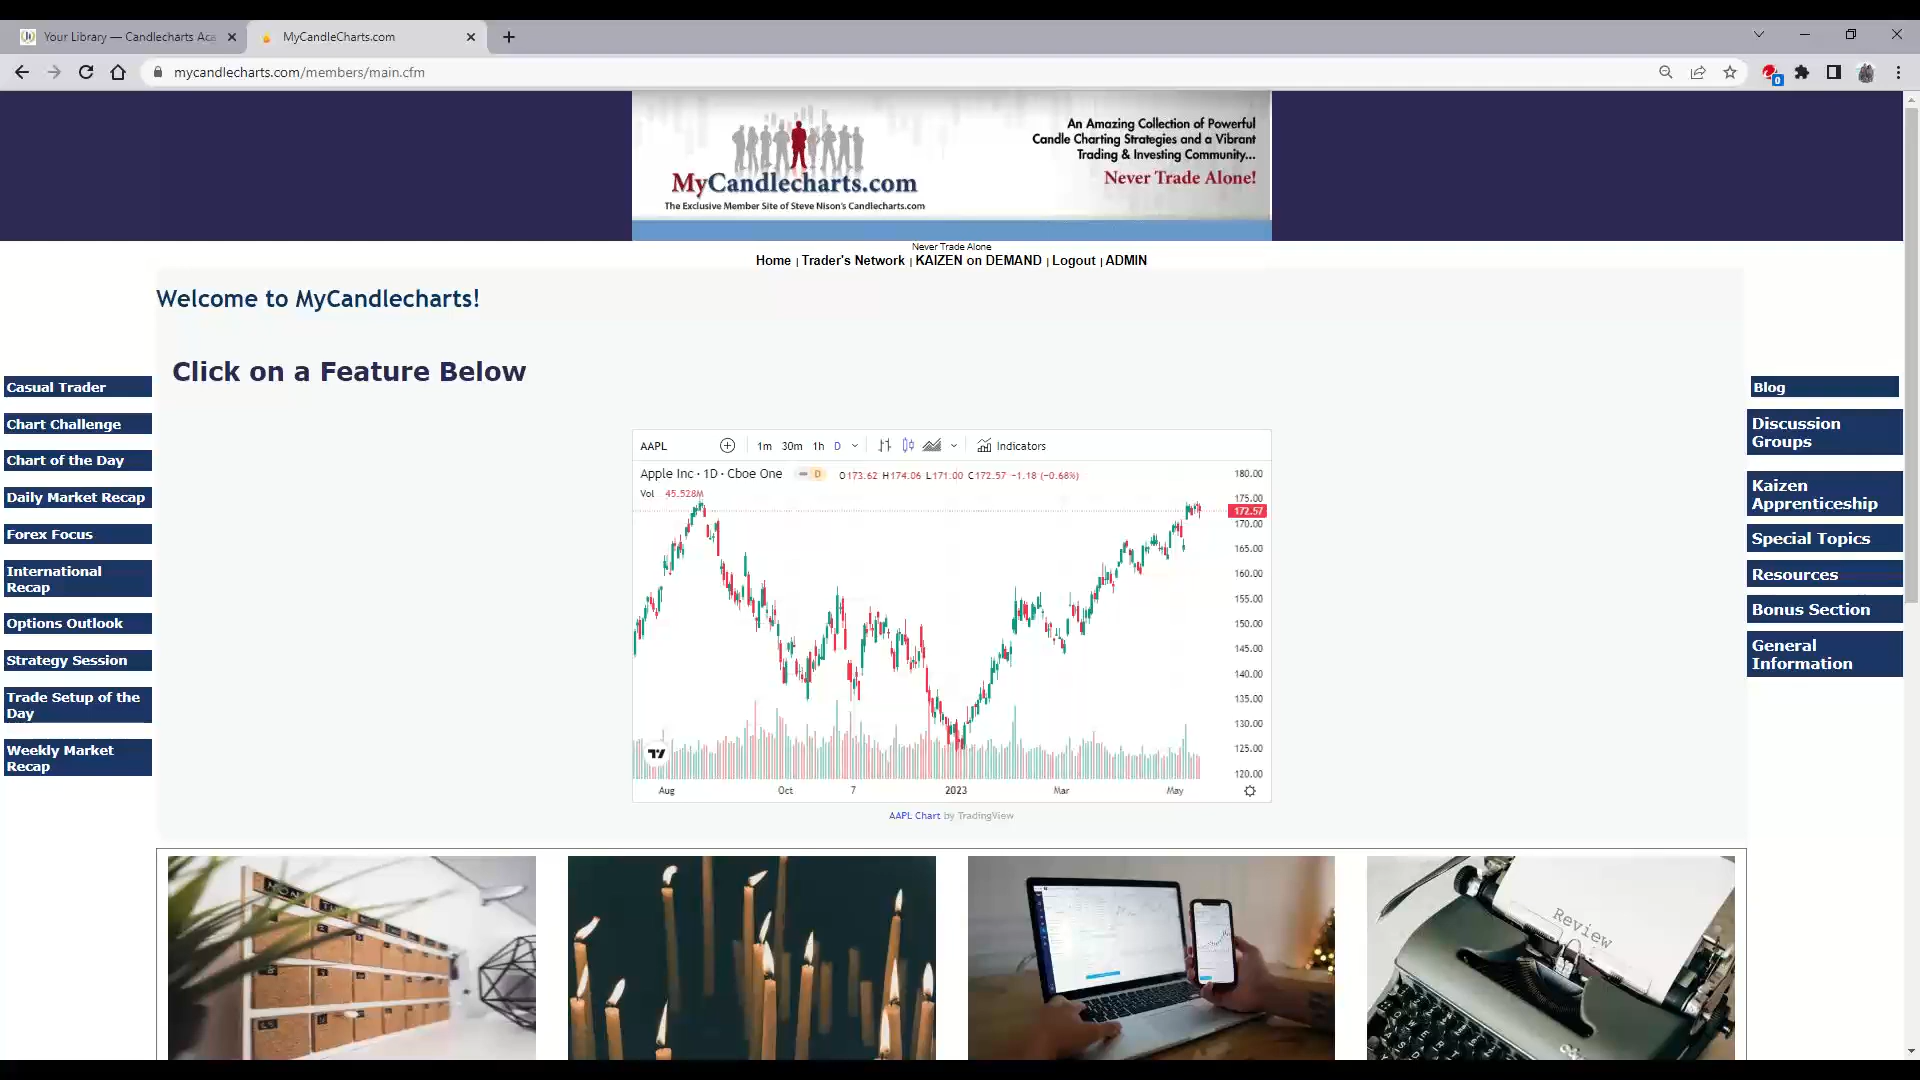 Your Library — Candlecharts Aca
MyCandleCharts.com
mycandlecharts.com/members/main.cfm
0
An Amazing Collection of Powerful
Candle Charting Strategies and a Vibrant
Trading & Investing Community...
Never Trade Alone!
MyCandlecharts.com
The Exclusive Member Site of Steve Nison's Candlecharts.com
Never Trade Alone
Home | Trader's Network | KAIZEN on DEMAND | Logout | ADMIN
Welcome to MyCandlecharts!
Click on a Feature Below
Casual Trader
Chart Challenge
Chart of the Day
Daily Market Recap
Forex Focus
International
Recap
Options Outlook
Strategy Session
Trade Setup of the
Day
Weekly Market
Recap
AAPL 1m 30m 1h D Indicators
Apple Inc · 1D · Cboe One D O173.62 H174.06 L171.00 C172.57 −1.18 (−0.68%)
Vol 45.528M
180.00
175.00
172.57
170.00
165.00
160.00
155.00
150.00
145.00
140.00
135.00
130.00
125.00
120.00
Aug Oct 7 2023 Mar May
AAPL Chart by TradingView
Blog
Discussion
Groups
Kaizen
Apprenticeship
Special Topics
Resources
Bonus Section
General
Information
MON
Review